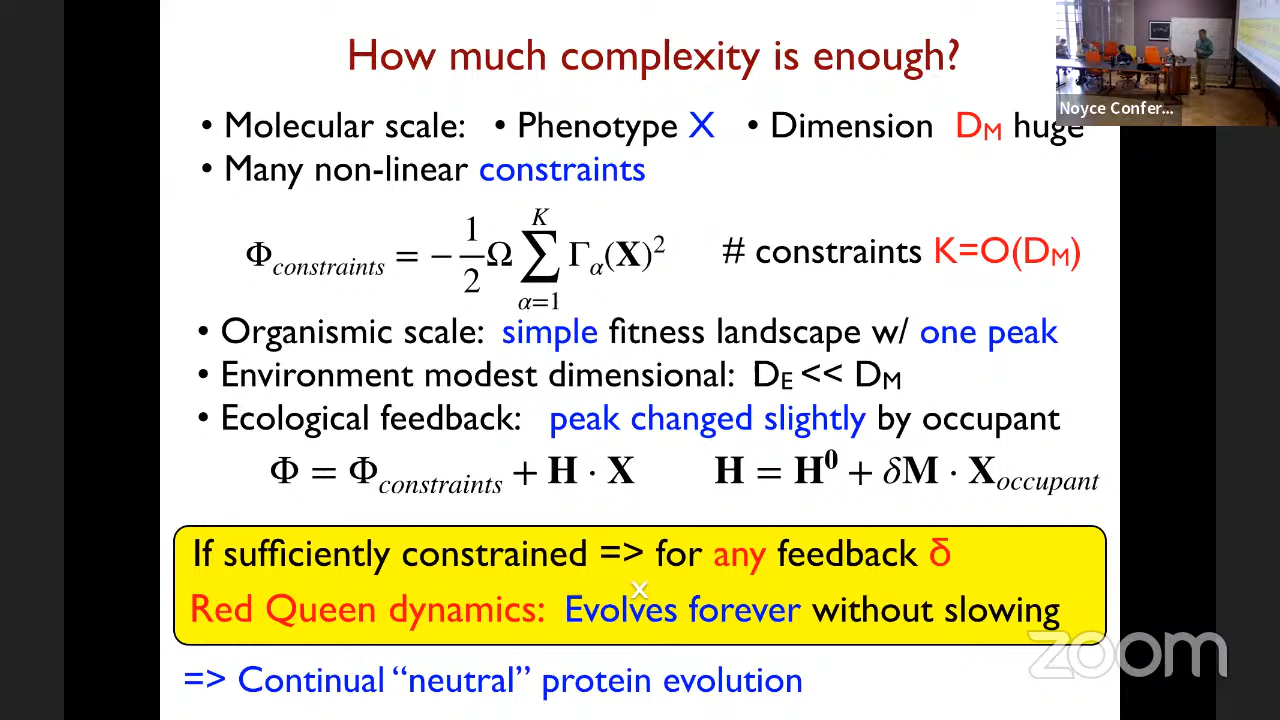 How much complexity is enough?
Noyce Confer...
• Molecular scale: • Phenotype X • Dimension D_M huge
• Many non-linear constraints
Φ_constraints = −1/2 Ω ∑_{α=1}^{K} Γ_α(X)² # constraints K=O(D_M)
• Organismic scale: simple fitness landscape w/ one peak
• Environment modest dimensional: D_E << D_M
• Ecological feedback: peak changed slightly by occupant
Φ = Φ_constraints + H · X H = H⁰ + δM · X_occupant
If sufficiently constrained => for any feedback δ
x
Red Queen dynamics: Evolves forever without slowing
zoom
=> Continual “neutral” protein evolution